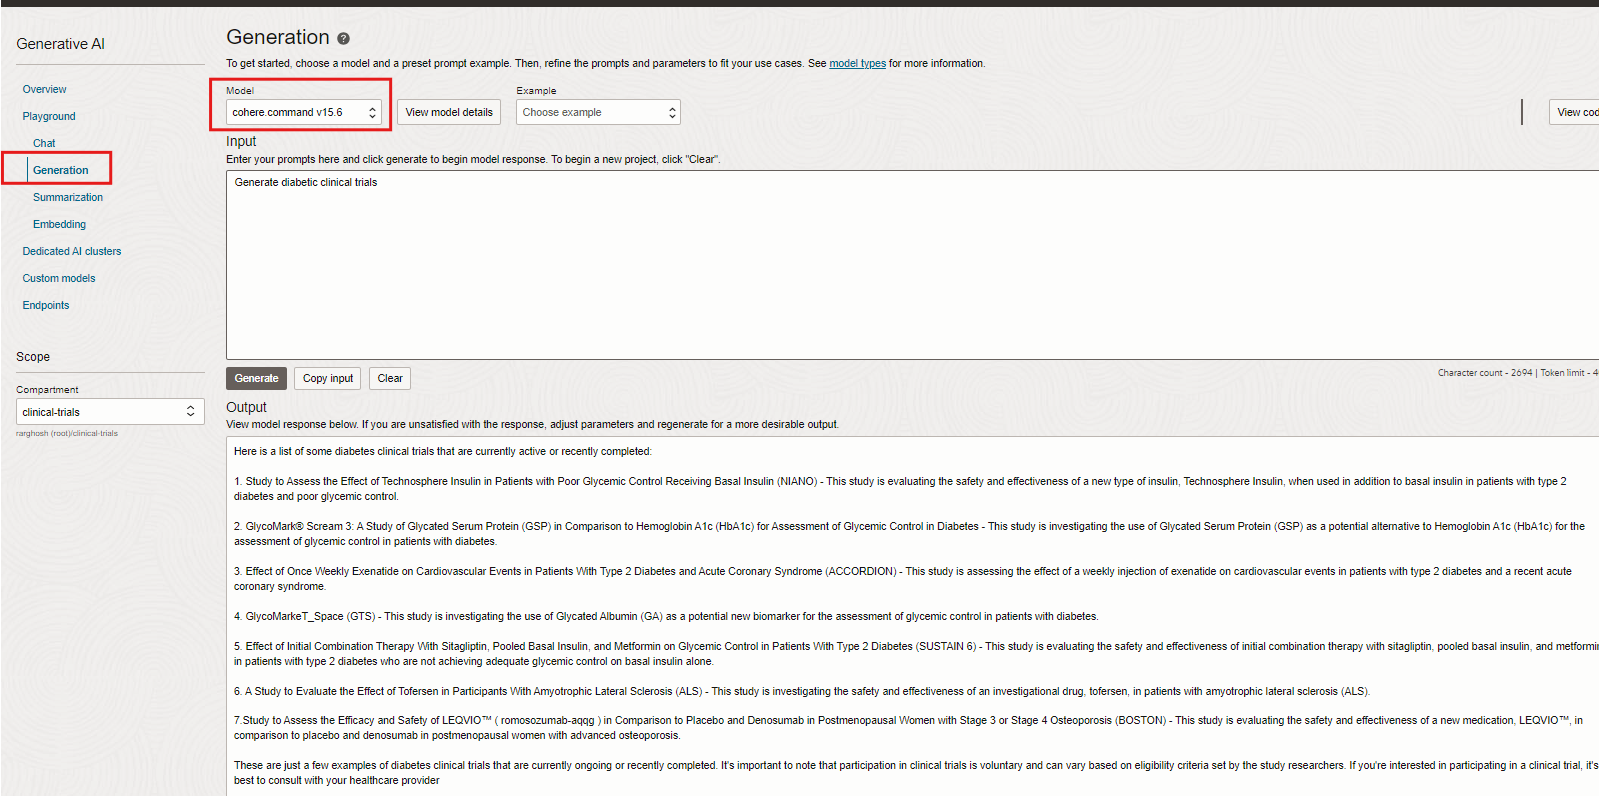 Generative AI
Overview
Playground
Chat
Generation
Summarization
Embedding
Dedicated AI clusters
Custom models
Endpoints
Scope
Compartment
clinical-trials
rarghosh (root)/clinical-trials
Generation
To get started, choose a model and a preset prompt example. Then, refine the prompts and parameters to fit your use cases. See model types for more information.
Model
Example
cohere.command v15.6
View model details
Choose example
View cod
Input
Enter your prompts here and click generate to begin model response. To begin a new project, click "Clear".
Generate diabetic clinical trials
Generate
Copy input
Clear
Character count - 2694 | Token limit - 4
Output
View model response below. If you are unsatisfied with the response, adjust parameters and regenerate for a more desirable output.
Here is a list of some diabetes clinical trials that are currently active or recently completed:
1. Study to Assess the Effect of Technosphere Insulin in Patients with Poor Glycemic Control Receiving Basal Insulin (NIANO) - This study is evaluating the safety and effectiveness of a new type of insulin, Technosphere Insulin, when used in addition to basal insulin in patients with type 2
diabetes and poor glycemic control.
2. GlycoMark® Scream 3: A Study of Glycated Serum Protein (GSP) in Comparison to Hemoglobin A1c (HbA1c) for Assessment of Glycemic Control in Diabetes - This study is investigating the use of Glycated Serum Protein (GSP) as a potential alternative to Hemoglobin A1c (HbA1c) for the
assessment of glycemic control in patients with diabetes.
3. Effect of Once Weekly Exenatide on Cardiovascular Events in Patients With Type 2 Diabetes and Acute Coronary Syndrome (ACCORDION) - This study is assessing the effect of a weekly injection of exenatide on cardiovascular events in patients with type 2 diabetes and a recent acute
coronary syndrome.
4. GlycoMarkeT_Space (GTS) - This study is investigating the use of Glycated Albumin (GA) as a potential new biomarker for the assessment of glycemic control in patients with diabetes.
5. Effect of Initial Combination Therapy With Sitagliptin, Pooled Basal Insulin, and Metformin on Glycemic Control in Patients With Type 2 Diabetes (SUSTAIN 6) - This study is evaluating the safety and effectiveness of initial combination therapy with sitagliptin, pooled basal insulin, and metformin
in patients with type 2 diabetes who are not achieving adequate glycemic control on basal insulin alone.
6. A Study to Evaluate the Effect of Tofersen in Participants With Amyotrophic Lateral Sclerosis (ALS) - This study is investigating the safety and effectiveness of an investigational drug, tofersen, in patients with amyotrophic lateral sclerosis (ALS).
7.Study to Assess the Efficacy and Safety of LEQVIO™ ( romosozumab-aqqg ) in Comparison to Placebo and Denosumab in Postmenopausal Women with Stage 3 or Stage 4 Osteoporosis (BOSTON) - This study is evaluating the safety and effectiveness of a new medication, LEQVIO™, in
comparison to placebo and denosumab in postmenopausal women with advanced osteoporosis.
These are just a few examples of diabetes clinical trials that are currently ongoing or recently completed. It's important to note that participation in clinical trials is voluntary and can vary based on eligibility criteria set by the study researchers. If you're interested in participating in a clinical trial, it's
best to consult with your healthcare provider